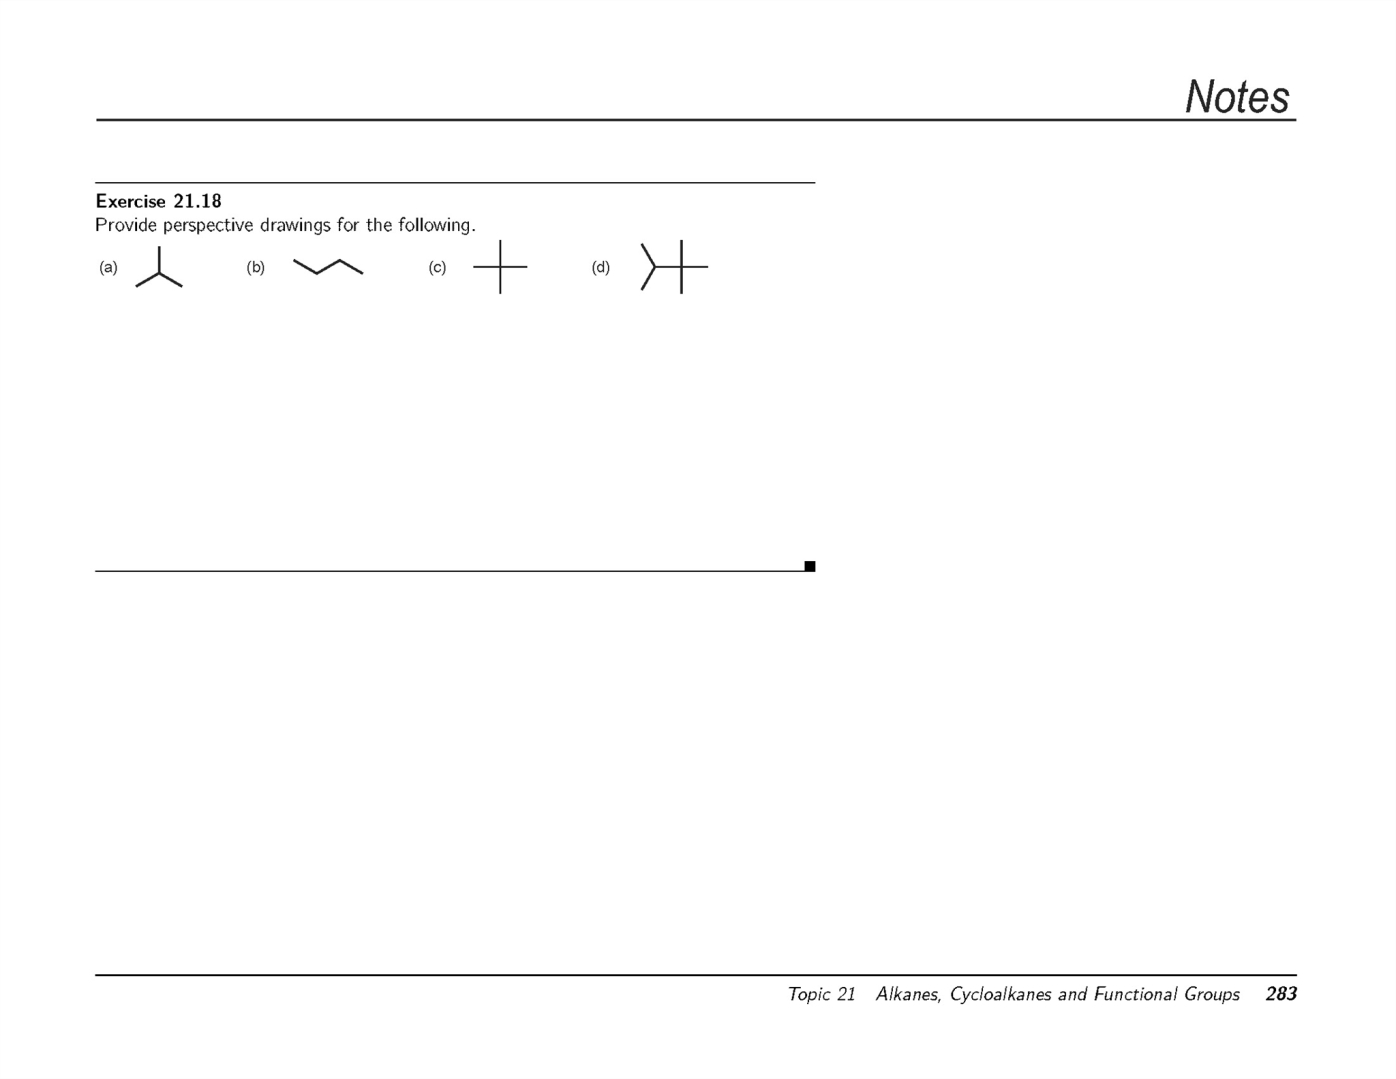 Notes
Exercise 21.18
Provide perspective drawings for the following.
(a) (b) (c) (d)
Topic 21 Alkanes, Cycloalkanes and Functional Groups 283